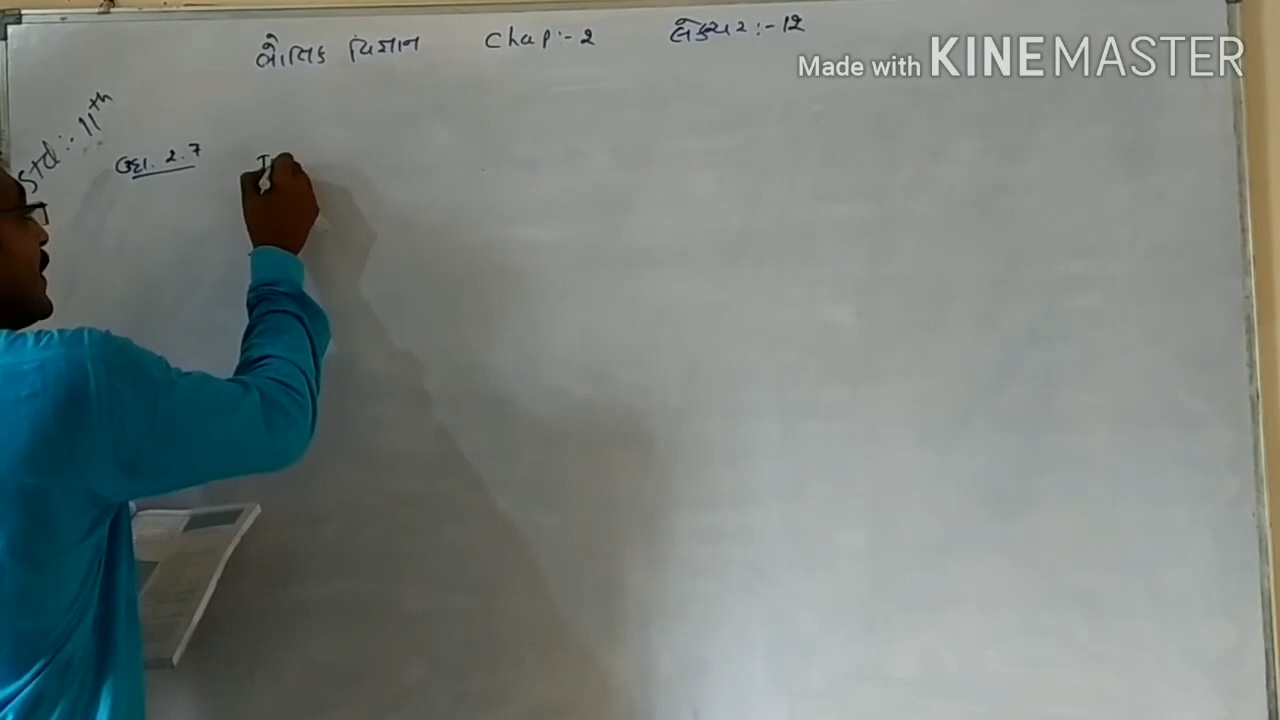 ભૌતિક વિજ્ઞાન Chap:-2 લેક્ચર:-12
Made with KINEMASTER
Std:- 11th
ઉદા. 2.7 I